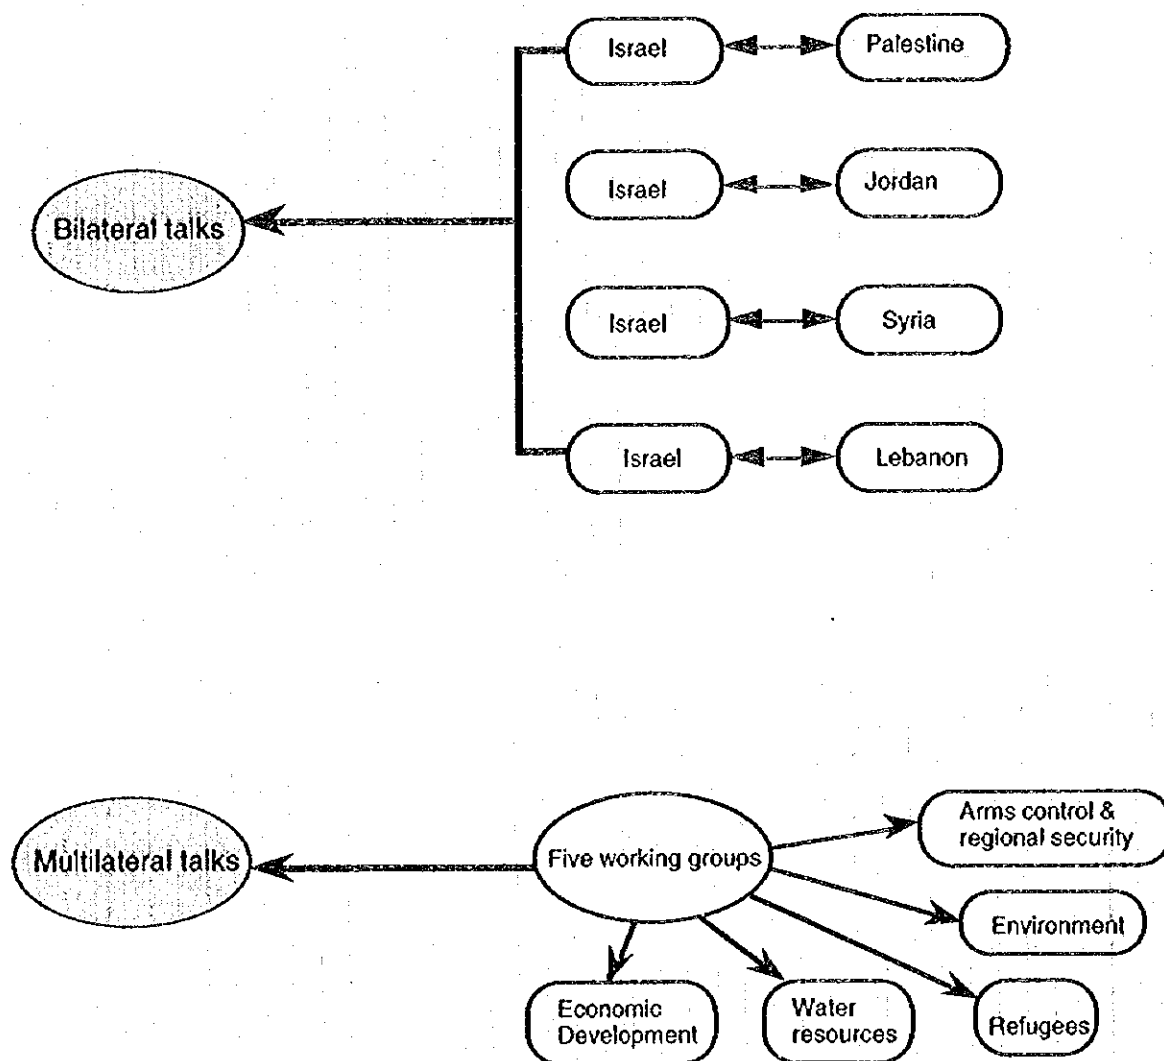 Israel
Palestine
Israel
Jordan
Bilateral talks
Israel
Syria
Israel
Lebanon
Arms control &
regional security
Multilateral talks
Five working groups
Environment
Economic
Development
Water
resources
Refugees